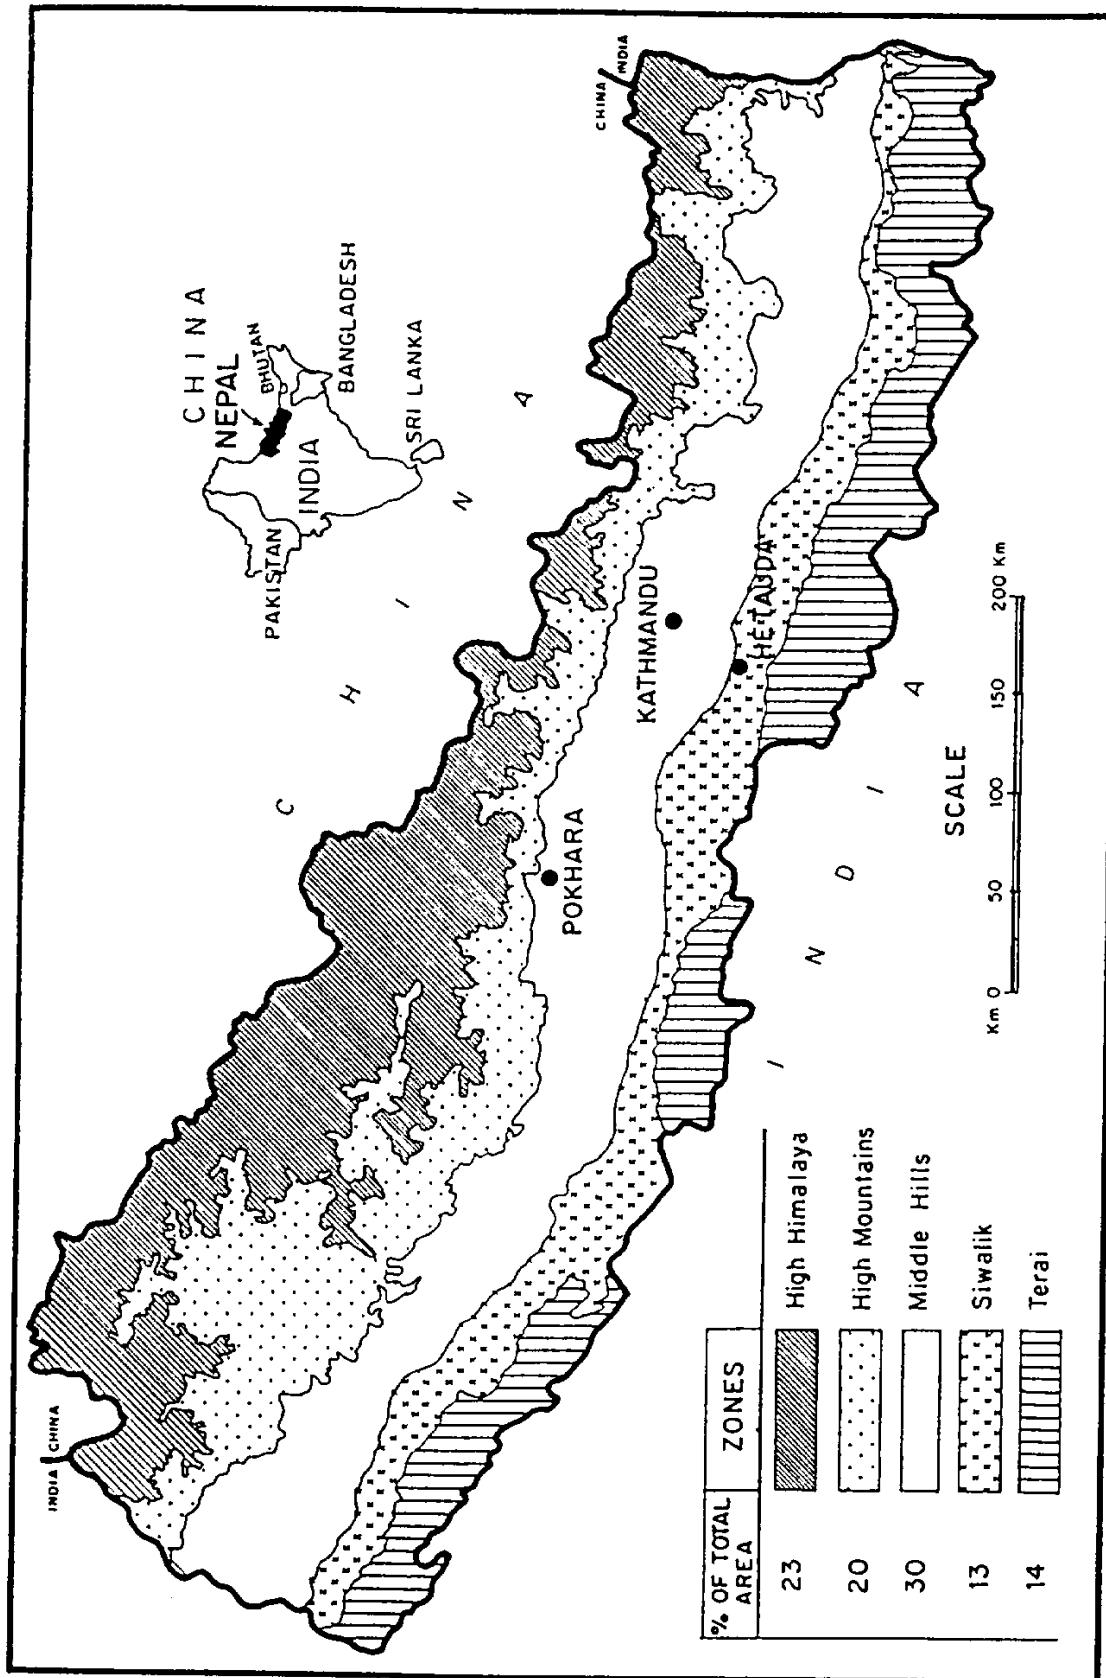 INDIA
CHINA
CHINA
NEPAL
BHUTAN
PAKISTAN
INDIA
BANGLADESH
SRI LANKA
CHINA
INDIA
C H I N A
POKHARA
KATHMANDU
HETAUDA
I N D I A
% OF TOTAL AREA
ZONES
23 High Himalaya
20 High Mountains
30 Middle Hills
13 Siwalik
14 Terai
SCALE
Km 0 50 100 150 200 Km